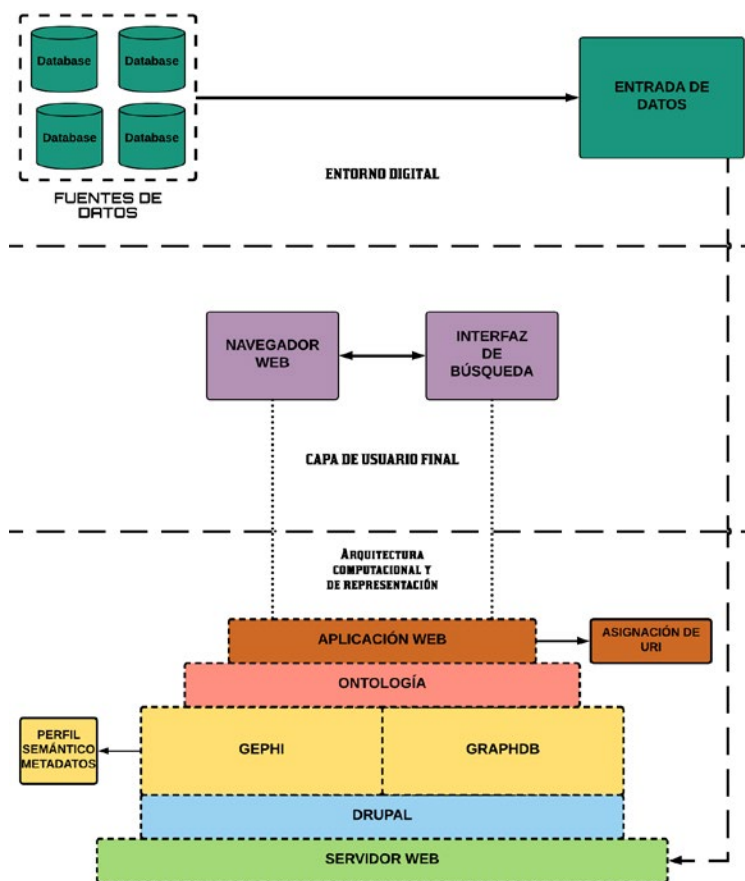 Database
Database
Database
Database
FUENTES DE
DATOS
ENTRADA DE
DATOS
ENTORNO DIGITAL
NAVEGADOR
WEB
INTERFAZ
DE
BÚSQUEDA
CAPA DE USUARIO FINAL
ARQUITECTURA
COMPUTACIONAL Y
DE REPRESENTACIÓN
APLICACIÓN WEB
ASIGNACIÓN DE
URI
ONTOLOGÍA
PERFIL
SEMÁNTICO
METADATOS
GEPHI
GRAPHDB
DRUPAL
SERVIDOR WEB